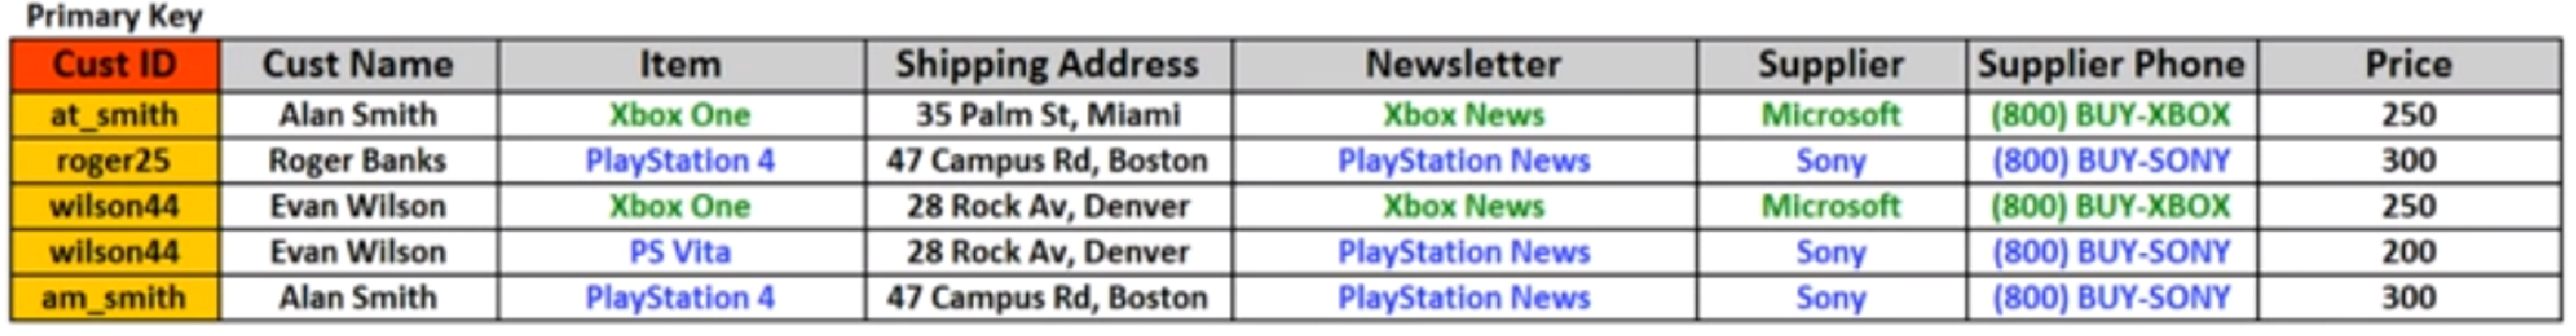 Primary Key
Cust ID Cust Name Item Shipping Address Newsletter Supplier Supplier Phone Price
at_smith Alan Smith Xbox One 35 Palm St, Miami Xbox News Microsoft (800) BUY-XBOX 250
roger25 Roger Banks PlayStation 4 47 Campus Rd, Boston PlayStation News Sony (800) BUY-SONY 300
wilson44 Evan Wilson Xbox One 28 Rock Av, Denver Xbox News Microsoft (800) BUY-XBOX 250
wilson44 Evan Wilson PS Vita 28 Rock Av, Denver PlayStation News Sony (800) BUY-SONY 200
am_smith Alan Smith PlayStation 4 47 Campus Rd, Boston PlayStation News Sony (800) BUY-SONY 300